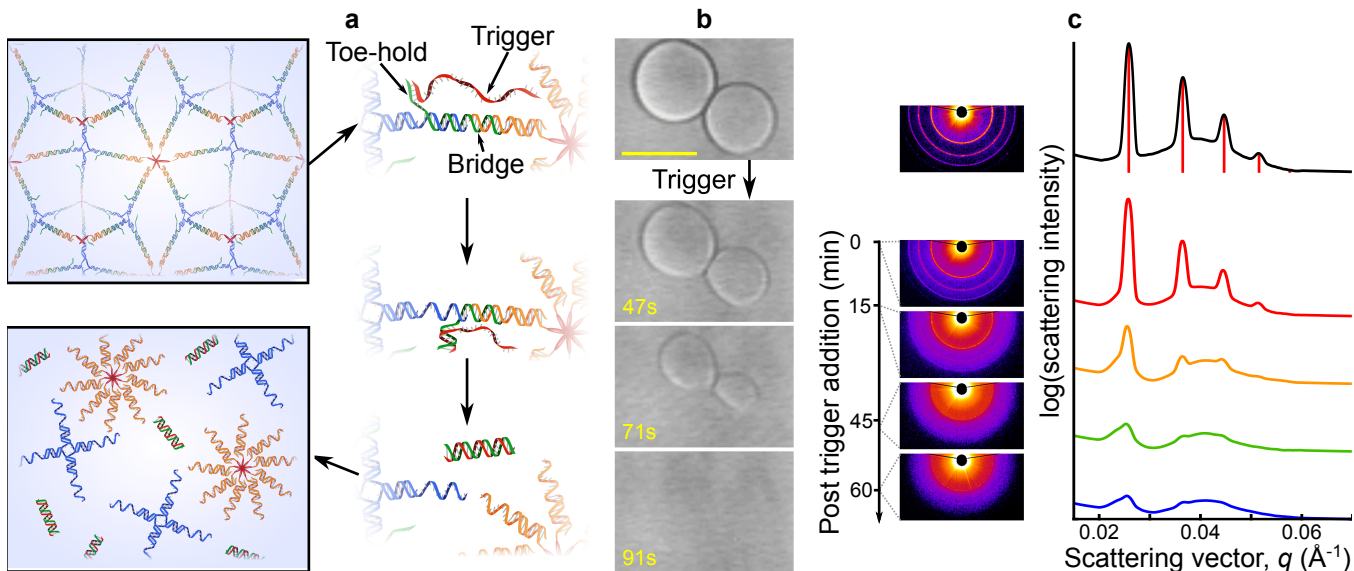 a
Toe-hold
Trigger
Bridge
b
Trigger
47s
71s
91s
Post trigger addition (min)
0
15
45
60
c
log(scattering intensity)
0.02
0.04
0.06
Scattering vector, q (Å⁻¹)